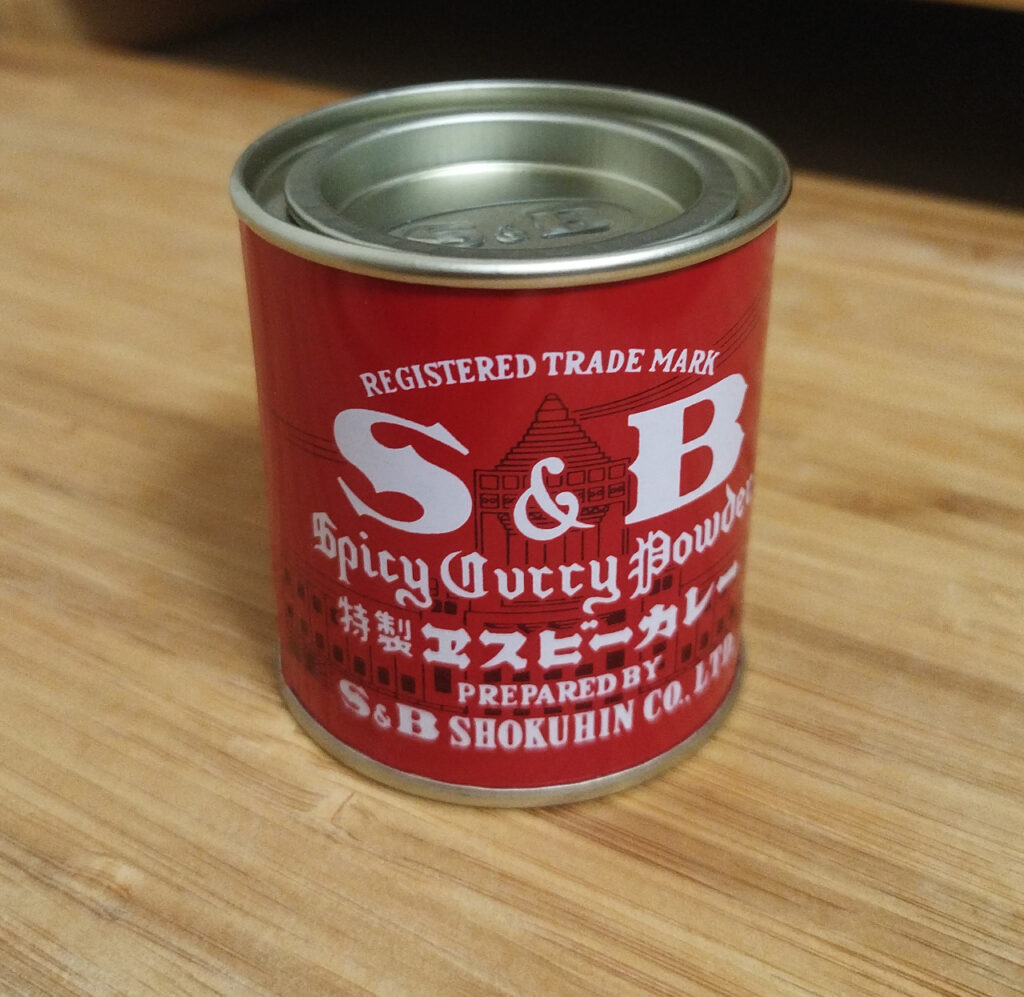 S & B
REGISTERED TRADE MARK
S & B
Spicy Curry Powder
特製 ヱスビーカレー
PREPARED BY
S & B SHOKUHIN CO., LTD.